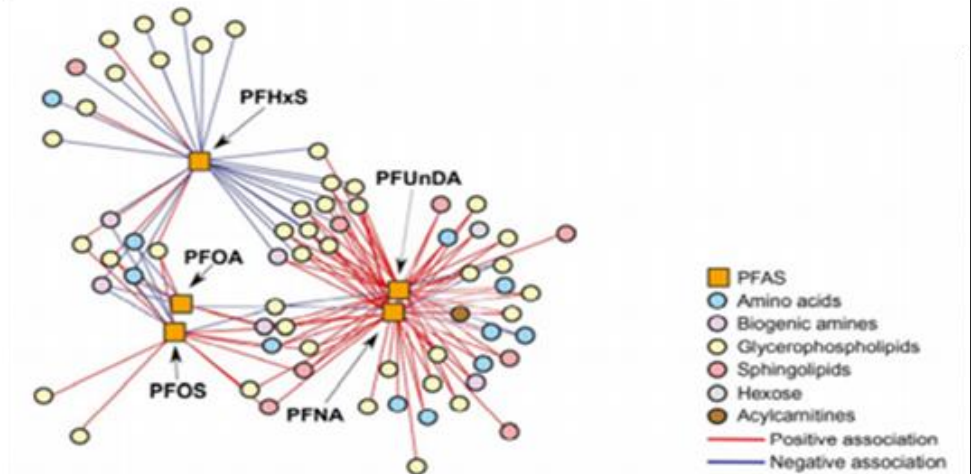 PFHxS
PFUnDA
PFOA
PFOS
PFNA
PFAS
Amino acids
Biogenic amines
Glycerophospholipids
Sphingolipids
Hexose
Acylcarnitines
Positive association
Negative association